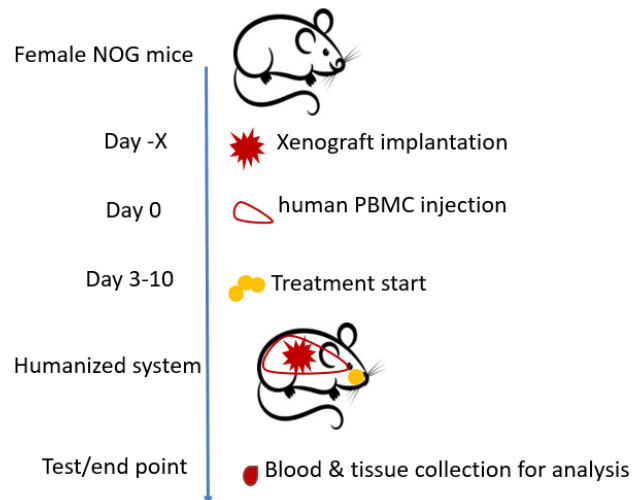 Female NOG mice
Day -X
Xenograft implantation
Day 0
human PBMC injection
Day 3-10
Treatment start
Humanized system
Test/end point
Blood & tissue collection for analysis